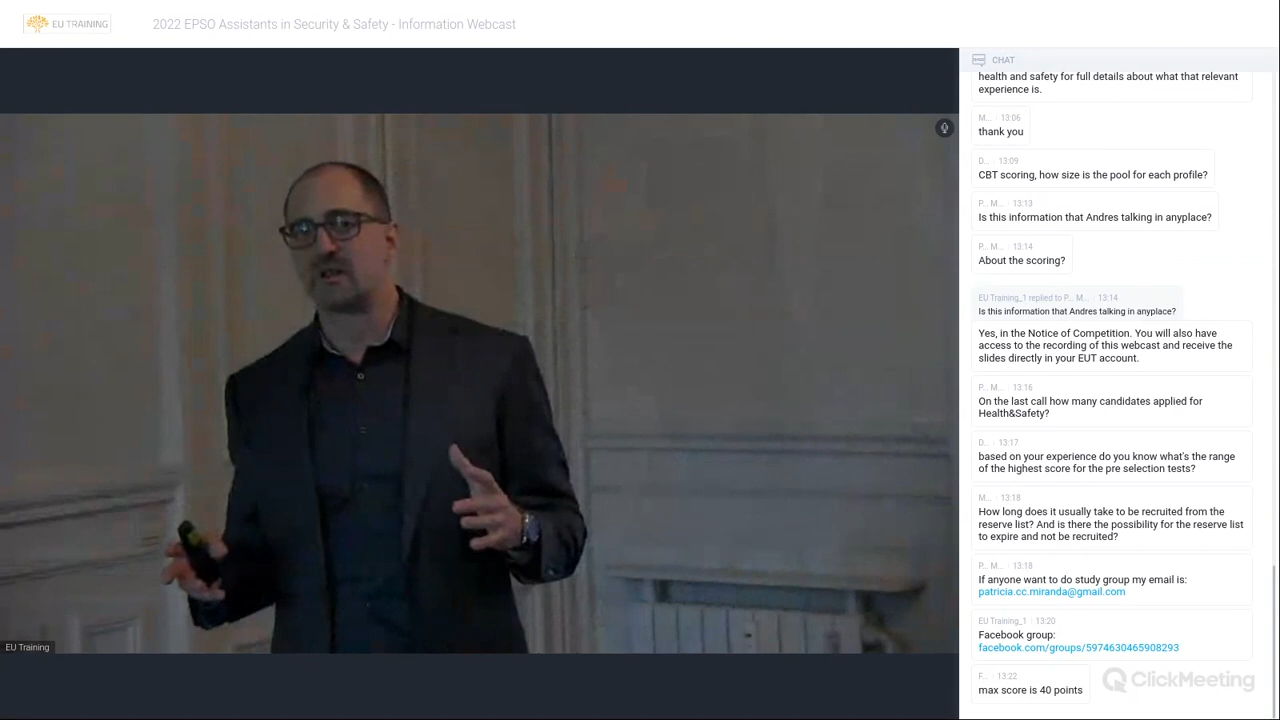 EU TRAINING
2022 EPSO Assistants in Security & Safety - Information Webcast
EU Training
CHAT
health and safety for full details about what that relevant
experience is.
M... 13:06
thank you
D.. 13:09
CBT scoring, how size is the pool for each profile?
P.. M... 13:13
Is this information that Andres talking in anyplace?
P.. M... 13:14
About the scoring?
EU Training_1 replied to P.. M... 13:14
Is this information that Andres talking in anyplace?
Yes, in the Notice of Competition. You will also have
access to the recording of this webcast and receive the
slides directly in your EUT account.
P.. M... 13:16
On the last call how many candidates applied for
Health&Safety?
D.. 13:17
based on your experience do you know what's the range
of the highest score for the pre selection tests?
M... 13:18
How long does it usually take to be recruited from the
reserve list? And is there the possibility for the reserve list
to expire and not be recruited?
P.. M... 13:18
If anyone want to do study group my email is:
patricia.cc.miranda@gmail.com
EU Training_1 13:20
Facebook group:
facebook.com/groups/5974630465908293
F... 13:22
max score is 40 points
ClickMeeting